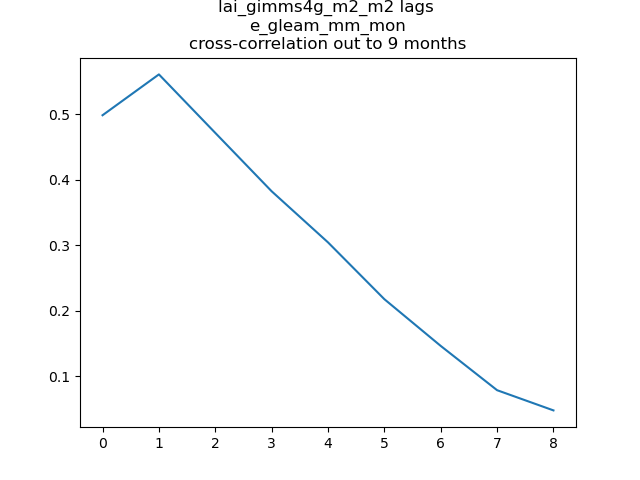 lai_gimms4g_m2_m2 lags
e_gleam_mm_mon
cross-correlation out to 9 months
0.5
0.4
0.3
0.2
0.1
0 1 2 3 4 5 6 7 8